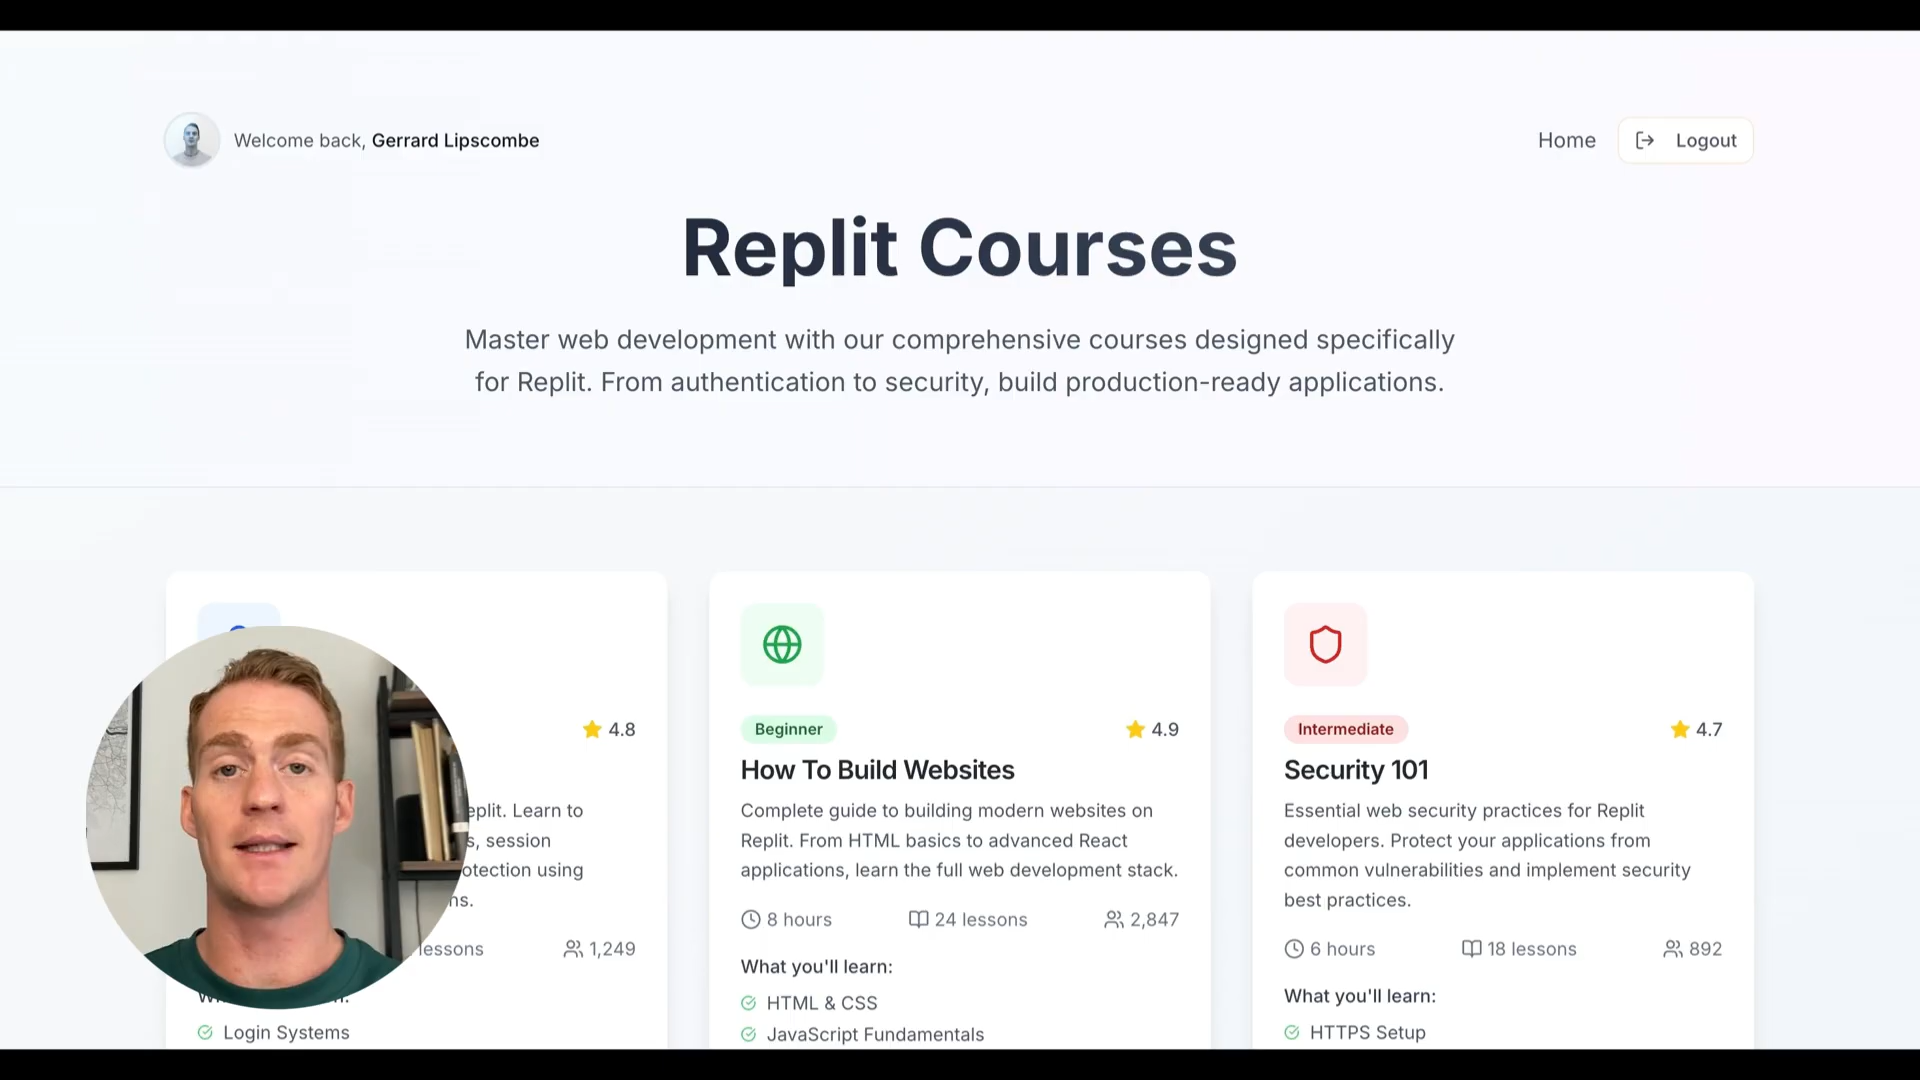 Welcome back, Gerrard Lipscombe
Home
Logout
Replit Courses
Master web development with our comprehensive courses designed specifically
for Replit. From authentication to security, build production-ready applications.
4.8
Learn to
session
using
lessons
1,249
Login Systems
Beginner
4.9
How To Build Websites
Complete guide to building modern websites on
Replit. From HTML basics to advanced React
applications, learn the full web development stack.
8 hours
24 lessons
2,847
What you'll learn:
HTML & CSS
JavaScript Fundamentals
Intermediate
4.7
Security 101
Essential web security practices for Replit
developers. Protect your applications from
common vulnerabilities and implement security
best practices.
6 hours
18 lessons
892
What you'll learn:
HTTPS Setup